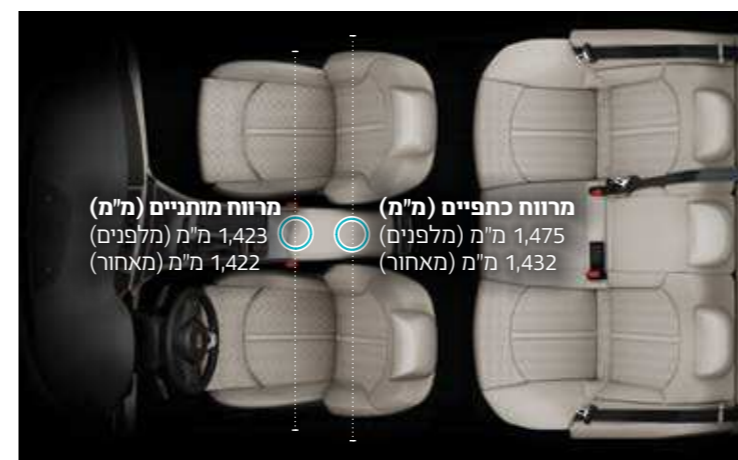 מרווח כתפיים (מ"מ)
1,475 מ"מ (מלפנים)
1,432 מ"מ (מאחור)
מרווח מותניים (מ"מ)
1,423 מ"מ (מלפנים)
1,422 מ"מ (מאחור)